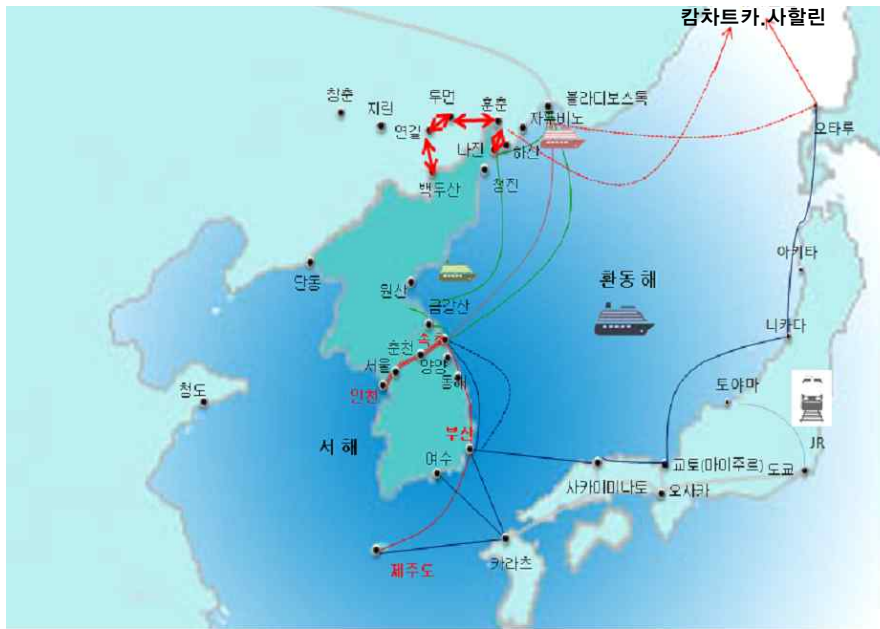 캄차트카.사할린
블라디보스톡
창춘
지린
두먼
훈춘
자루비노
연길
나진
하산
오타루
백두산
청진
아키타
단동
원산
환동해
금강산
니카다
속초
춘천
서울
양양
동해
인천
청도
토야마
서 해
부산
JR
여수
교토(마이주르)
도쿄
사카이미나토
오사카
카라츠
제주도